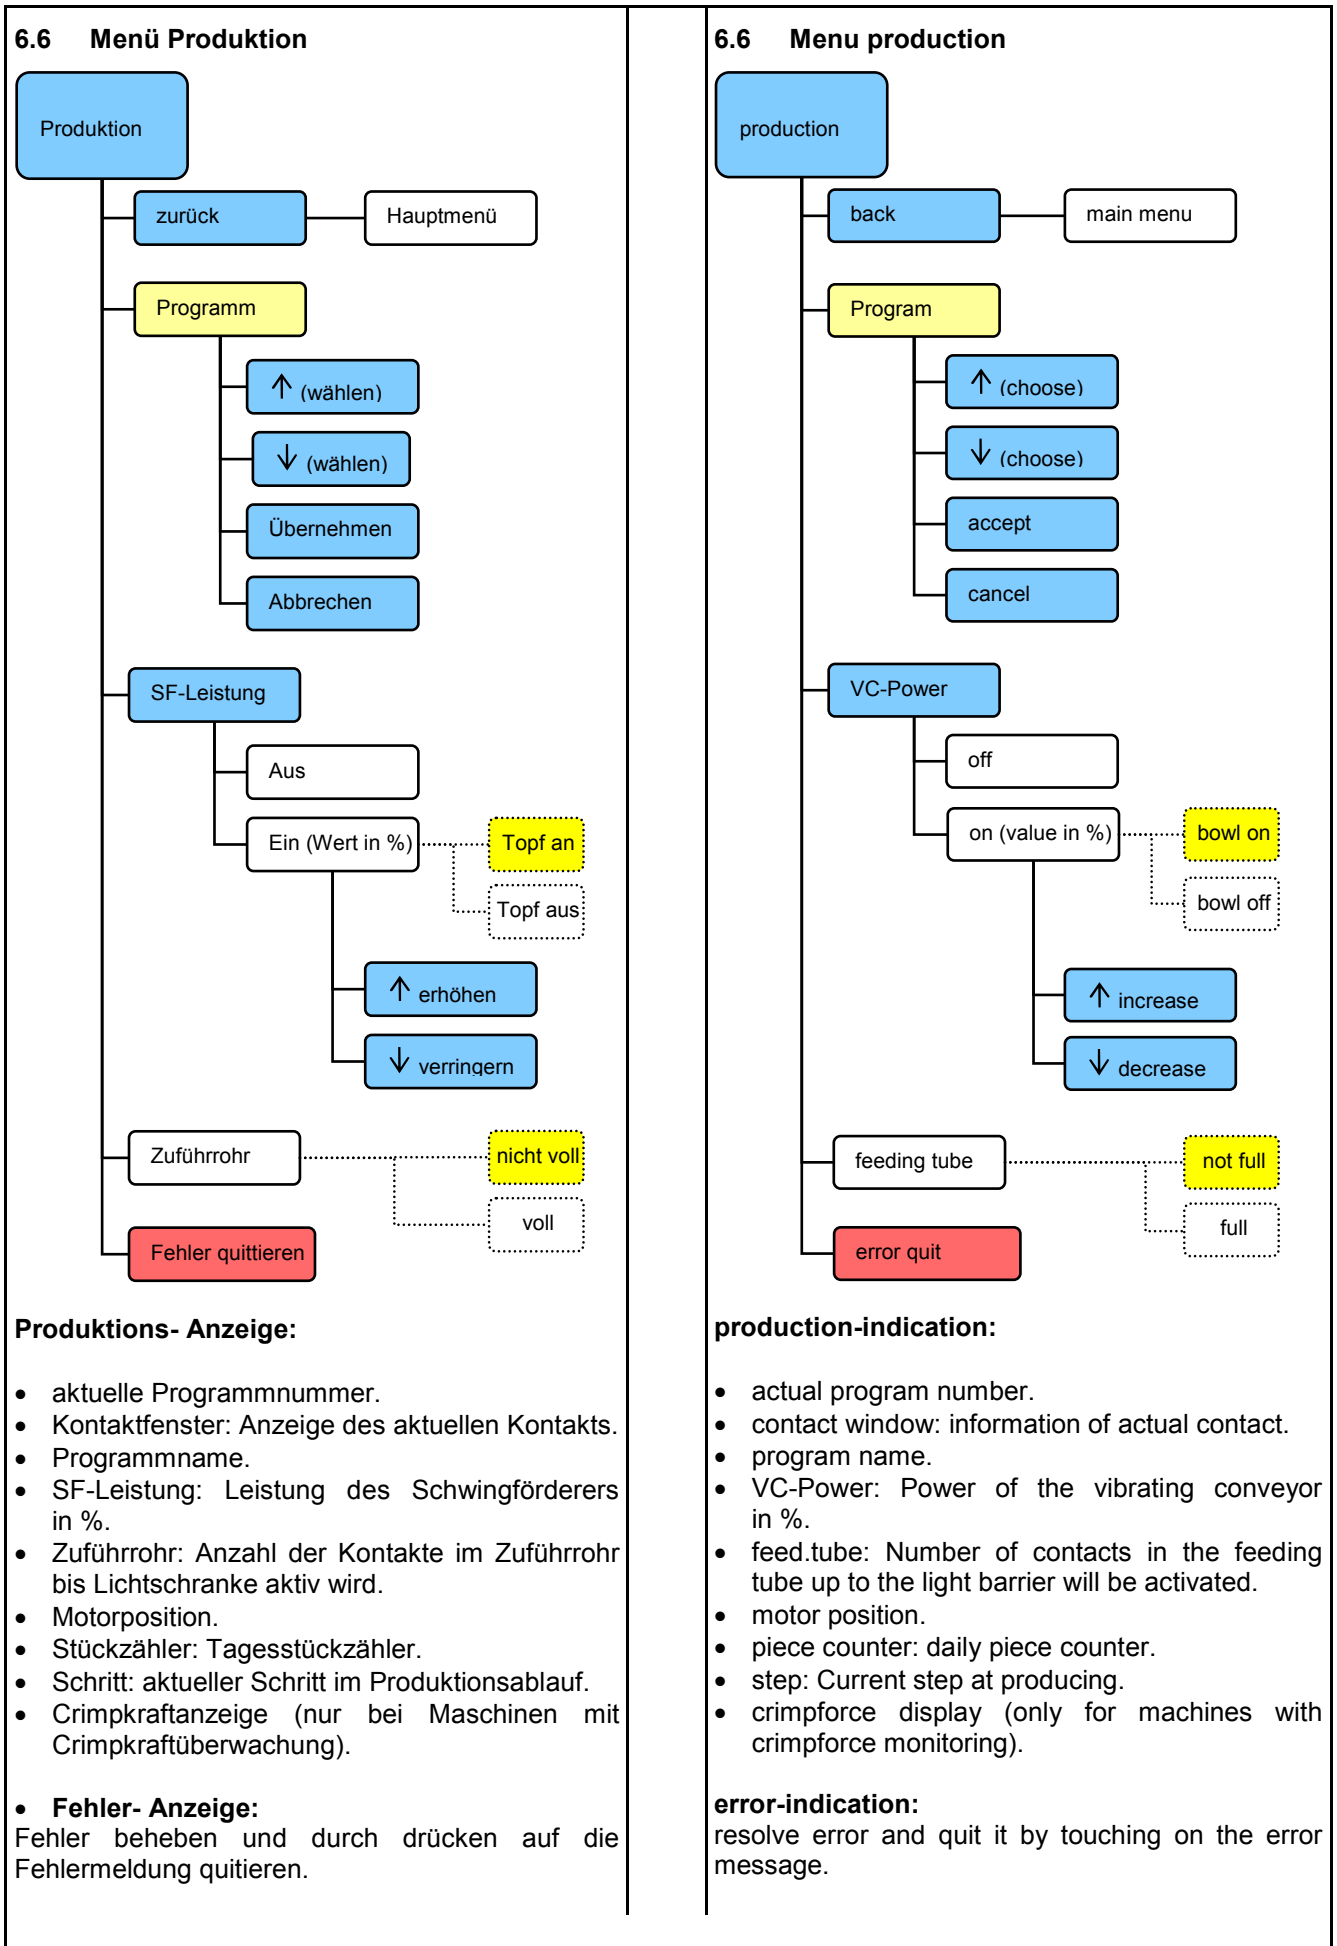 6.6 Menü Produktion
Produktion
zurück
Hauptmenü
Programm
↑ (wählen)
↓ (wählen)
Übernehmen
Abbrechen
SF-Leistung
Aus
Ein (Wert in %)
Topf an
Topf aus
↑ erhöhen
↓ verringern
Zuführrohr
nicht voll
voll
Fehler quittieren
Produktions- Anzeige:
• aktuelle Programmnummer.
• Kontaktfenster: Anzeige des aktuellen Kontakts.
• Programmname.
• SF-Leistung: Leistung des Schwingförderers
in %.
• Zuführrohr: Anzahl der Kontakte im Zuführrohr
bis Lichtschranke aktiv wird.
• Motorposition.
• Stückzähler: Tagesstückzähler.
• Schritt: aktueller Schritt im Produktionsablauf.
• Crimpkraftanzeige (nur bei Maschinen mit
Crimpkraftüberwachung).
• Fehler- Anzeige:
Fehler beheben und durch drücken auf die
Fehlermeldung quitieren.
6.6 Menu production
production
back
main menu
Program
↑ (choose)
↓ (choose)
accept
cancel
VC-Power
off
on (value in %)
bowl on
bowl off
↑ increase
↓ decrease
feeding tube
not full
full
error quit
production-indication:
• actual program number.
• contact window: information of actual contact.
• program name.
• VC-Power: Power of the vibrating conveyor
in %.
• feed.tube: Number of contacts in the feeding
tube up to the light barrier will be activated.
• motor position.
• piece counter: daily piece counter.
• step: Current step at producing.
• crimpforce display (only for machines with
crimpforce monitoring).
error-indication:
resolve error and quit it by touching on the error
message.